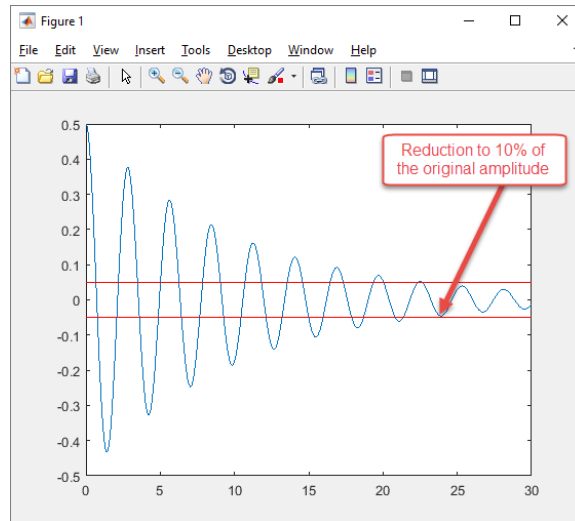 Figure 1
File Edit View Insert Tools Desktop Window Help
Reduction to 10% of
the original amplitude
0.5
0.4
0.3
0.2
0.1
0
-0.1
-0.2
-0.3
-0.4
-0.5
0 5 10 15 20 25 30